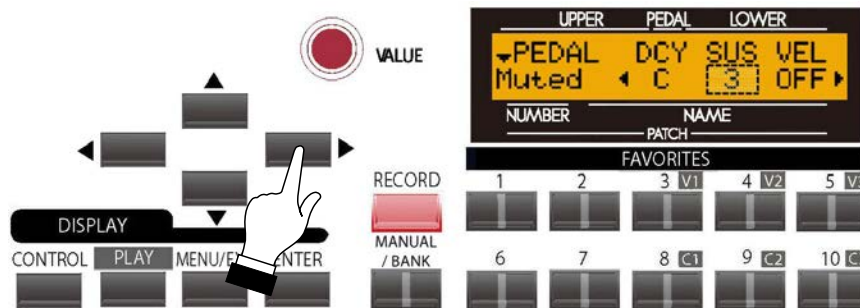 UPPER PEDAL LOWER
PEDAL DCY SUS VEL
Muted C 3 OFF
NUMBER NAME
PATCH
VALUE
FAVORITES
RECORD
1 2 3 V1 4 V2 5
DISPLAY
CONTROL PLAY MENU/
MANUAL
/ BANK
6 7 8 C1 9 C2 10